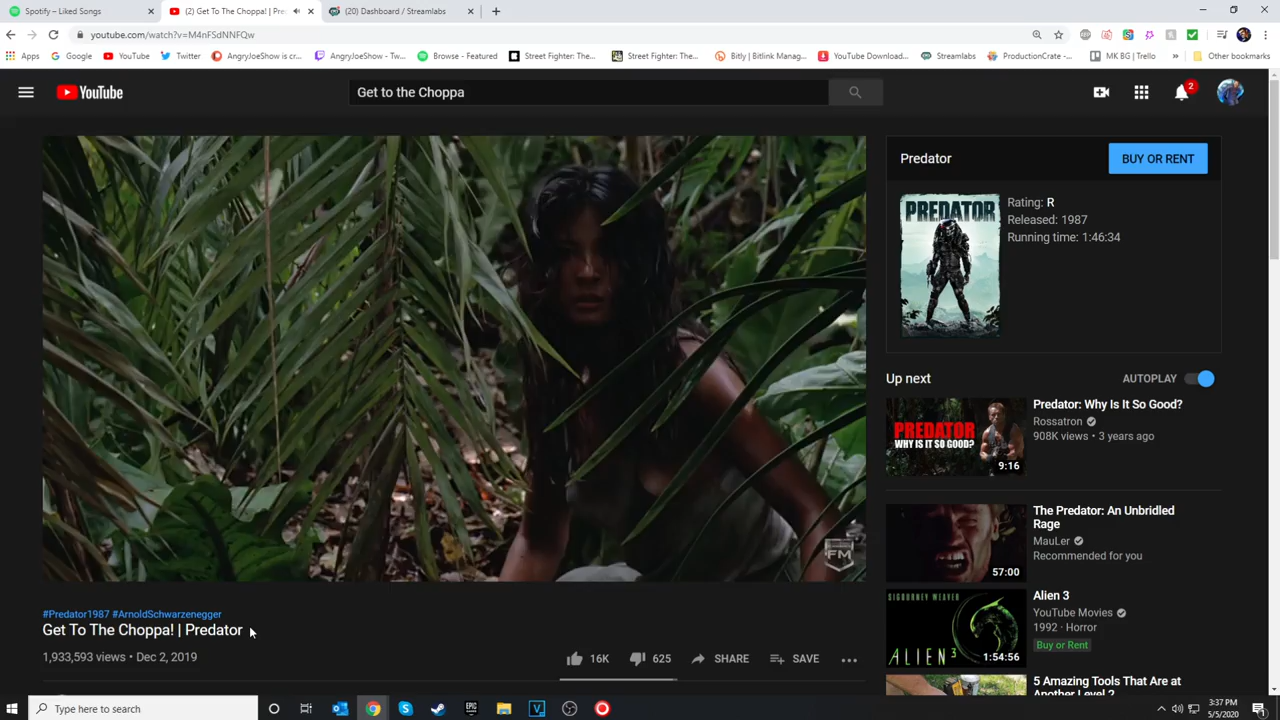 Spotify – Liked Songs
(2) Get To The Choppa! | Pre
(20) Dashboard / Streamlabs
youtube.com/watch?v=M4nFSdNNFQw
Apps
Google
YouTube
Twitter
AngryJoeShow is cr...
AngryJoeShow - Tw...
Browse - Featured
Street Fighter: The...
Street Fighter: The...
Bitly | Bitlink Manag...
YouTube Download...
Streamlabs
ProductionCrate - ...
MK BG | Trello
»
Other bookmarks
YouTube
Get to the Choppa
2
Predator
BUY OR RENT
PREDATOR
Rating: R
Released: 1987
Running time: 1:46:34
Up next
AUTOPLAY
PREDATOR
WHY IS IT SO GOOD?
9:16
Predator: Why Is It So Good?
Rossatron
908K views • 3 years ago
57:00
The Predator: An Unbridled
Rage
MauLer
Recommended for you
SIGOURNEY WEAVER
ALIEN 3
1:54:56
Alien 3
YouTube Movies
1992 · Horror
Buy or Rent
5 Amazing Tools That Are at
Another Level 2
FM
#Predator1987 #ArnoldSchwarzenegger
Get To The Choppa! | Predator
1,933,593 views • Dec 2, 2019
16K
625
SHARE
SAVE
Type here to search
3:37 PM
5/5/2020